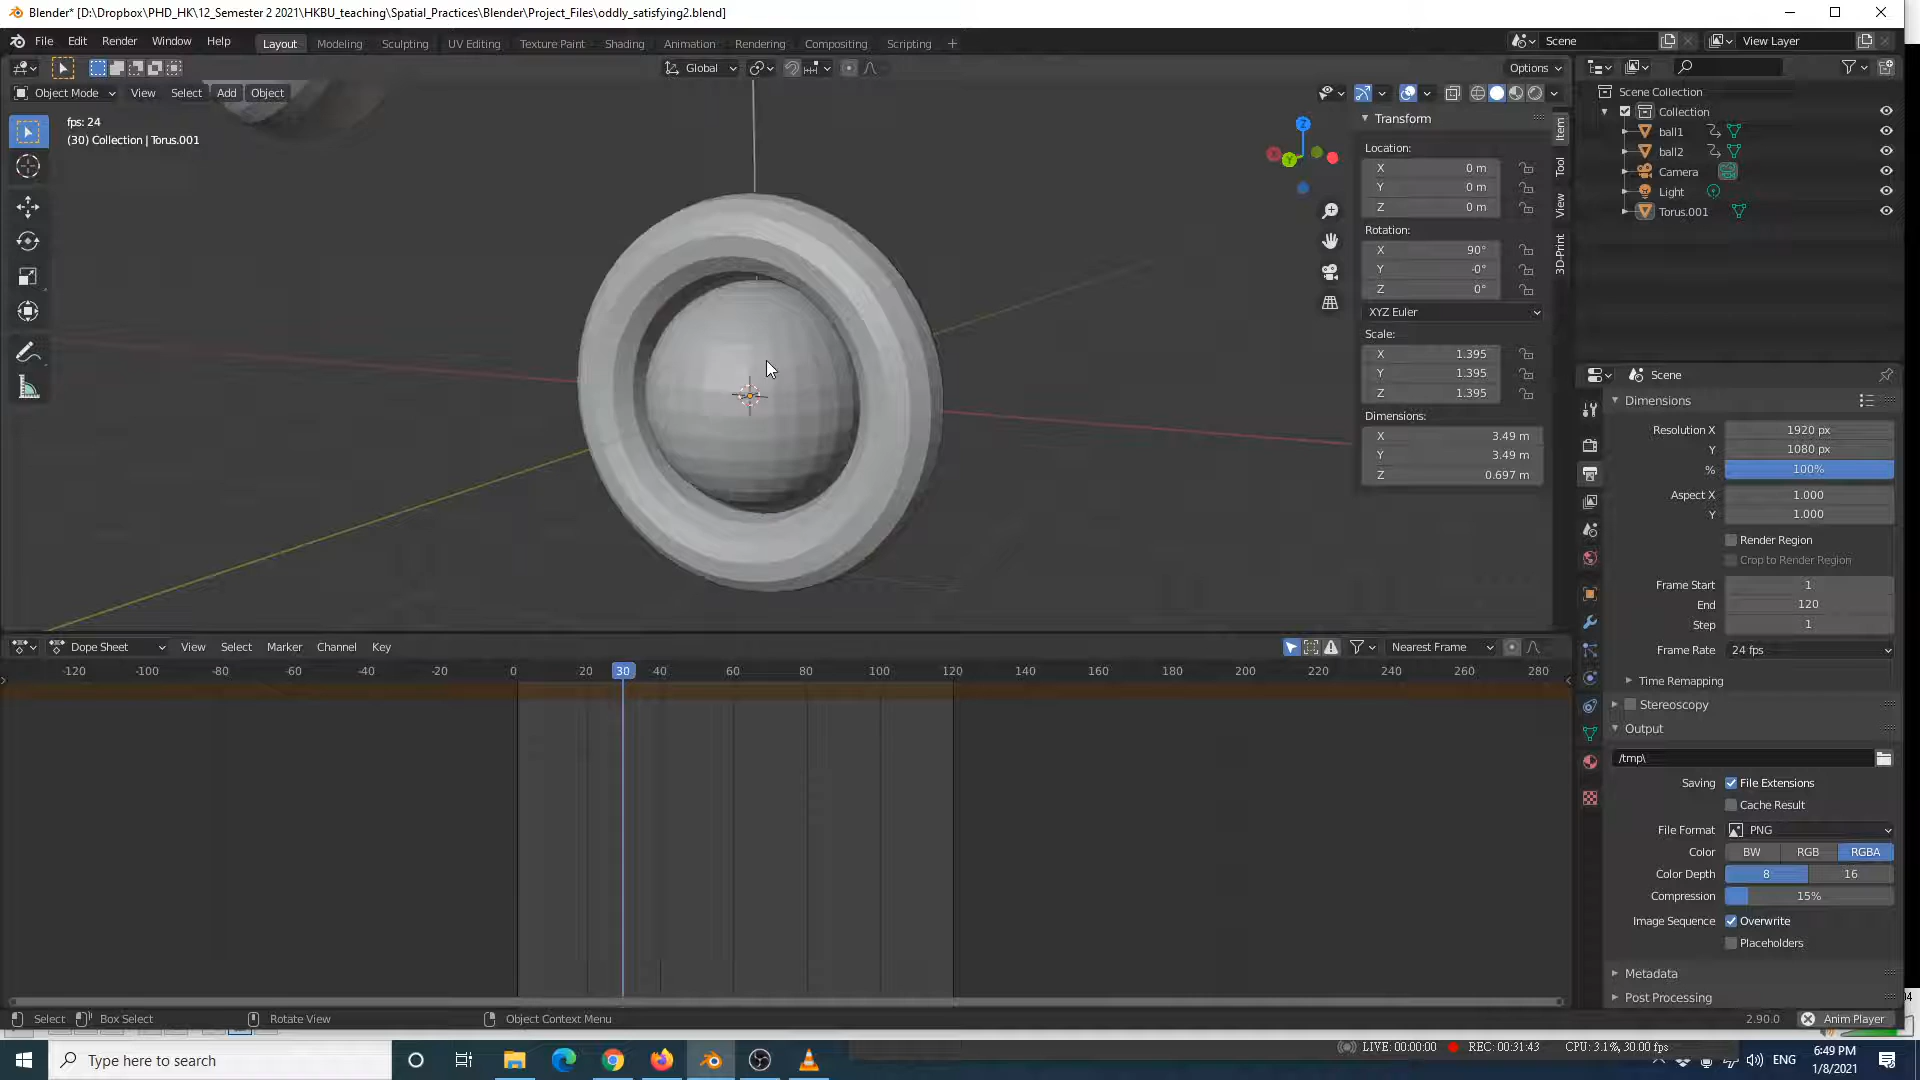 Blender* [D:\Dropbox\PHD_HK\12_Semester 2 2021\HKBU_teaching\Spatial_Practices\Blender\Project_Files\oddly_satisfying2.blend]
File Edit Render Window Help Layout Modeling Sculpting UV Editing Texture Paint Shading Animation Rendering Compositing Scripting + Scene View Layer
Global Options
Object Mode View Select Add Object
fps: 24
(30) Collection | Torus.001
Z
X
Y
Transform
Location:
X 0 m
Y 0 m
Z 0 m
Rotation:
X 90°
Y -0°
Z 0°
XYZ Euler
Scale:
X 1.395
Y 1.395
Z 1.395
Dimensions:
X 3.49 m
Y 3.49 m
Z 0.697 m
Item
Tool
View
3D-Print
Scene Collection
Collection
ball1
ball2
Camera
Light
Torus.001
Scene
Dimensions
Resolution X 1920 px
Y 1080 px
% 100%
Aspect X 1.000
Y 1.000
Render Region
Crop to Render Region
Frame Start 1
End 120
Step 1
Frame Rate 24 fps
Time Remapping
Stereoscopy
Output
/tmp\
Saving File Extensions
Cache Result
File Format PNG
Color BW RGB RGBA
Color Depth 8 16
Compression 15%
Image Sequence Overwrite
Placeholders
Metadata
Post Processing
Dope Sheet View Select Marker Channel Key Nearest Frame
-120 -100 -80 -60 -40 -20 0 20 30 40 60 80 100 120 140 160 180 200 220 240 260 280
Select Box Select Rotate View Object Context Menu 2.90.0 Anim Player
LIVE: 00:00:00 REC: 00:31:43 CPU: 3.1%, 30.00 fps
Type here to search
ENG
6:49 PM
1/8/2021